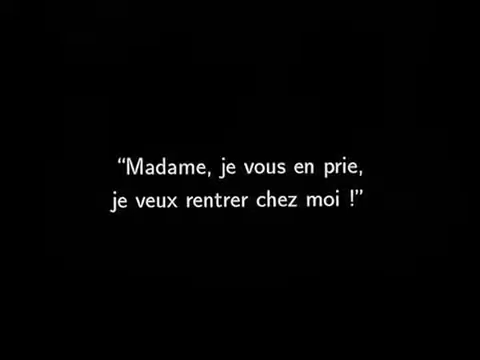 “Madame, je vous en prie,
je veux rentrer chez moi !”